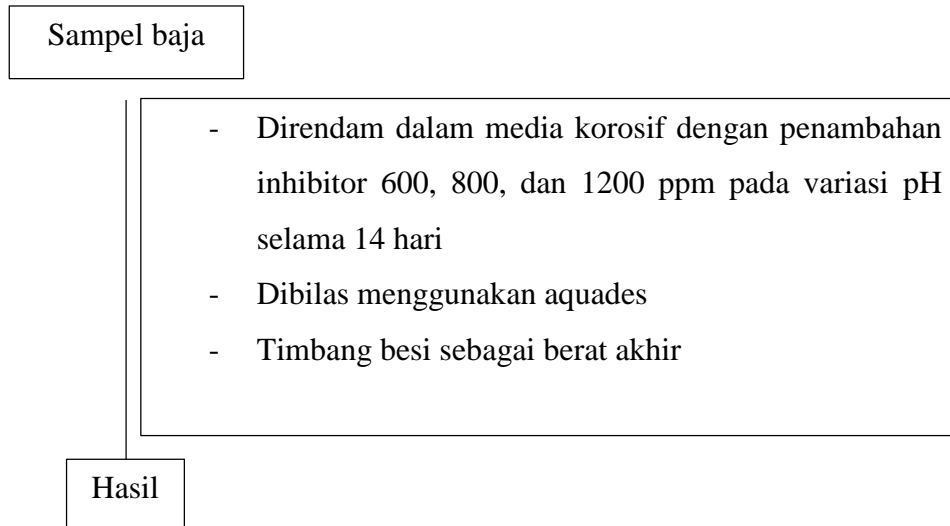 Sampel baja
- Direndam dalam media korosif dengan penambahan
inhibitor 600, 800, dan 1200 ppm pada variasi pH
selama 14 hari
- Dibilas menggunakan aquades
- Timbang besi sebagai berat akhir
Hasil